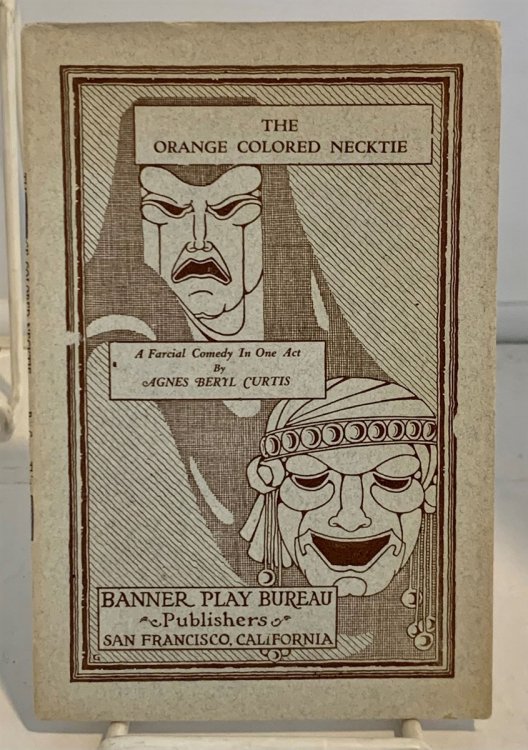 THE
ORANGE COLORED NECKTIE
A Farcial Comedy In One Act
By
AGNES BERYL CURTIS
BANNER PLAY BUREAU
Publishers
SAN FRANCISCO, CALIFORNIA
G